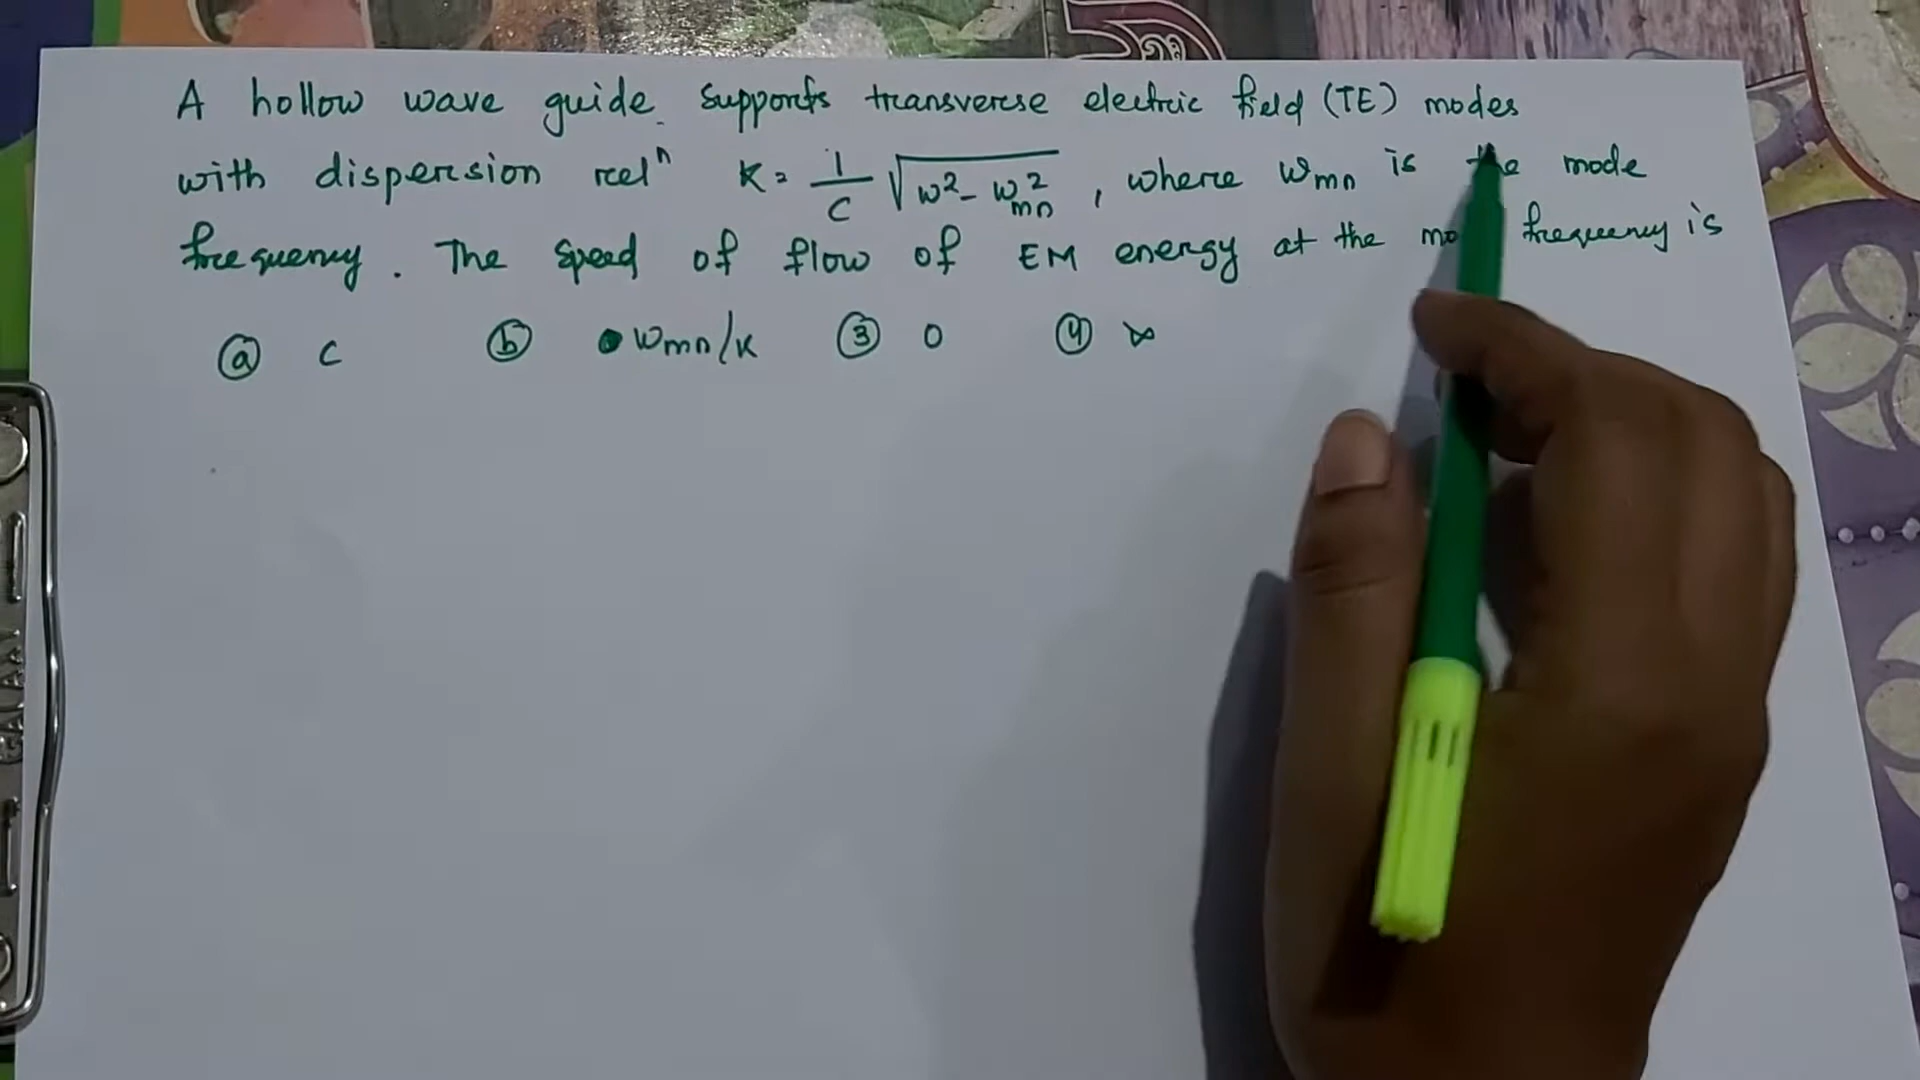 A hollow wave guide supports transverse electric field (TE) modes
with dispersion relⁿ K = 1/C √(ω² - ω²mn), where ωmn is the mode
frequency. The speed of flow of EM energy at the frequency is
ⓐ C ⓑ ωmn/K ③ 0 ④ ∞